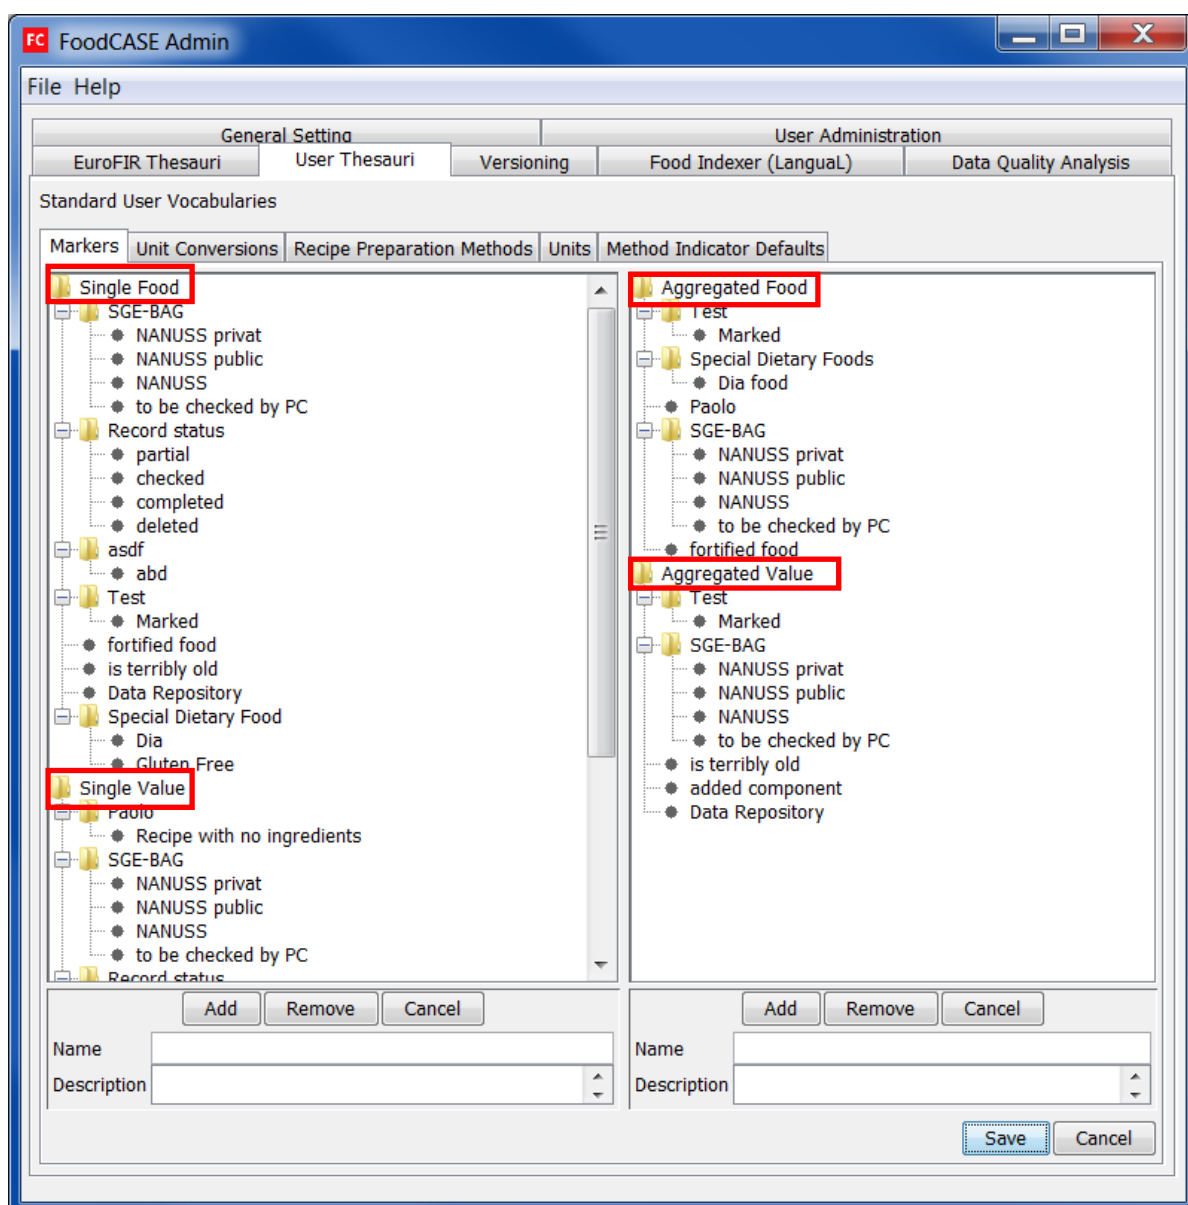 FC FoodCASE Admin
File Help
General Setting User Administration
EuroFIR Thesauri User Thesauri Versioning Food Indexer (LanguaL) Data Quality Analysis
Standard User Vocabularies
Markers Unit Conversions Recipe Preparation Methods Units Method Indicator Defaults
Single Food
SGE-BAG
NANUSS privat
NANUSS public
NANUSS
to be checked by PC
Record status
partial
checked
completed
deleted
asdf
abd
Test
Marked
fortified food
is terribly old
Data Repository
Special Dietary Food
Dia
Gluten Free
Single Value
Paolo
Recipe with no ingredients
SGE-BAG
NANUSS privat
NANUSS public
NANUSS
to be checked by PC
Record status
Add Remove Cancel
Name
Description
Aggregated Food
Test
Marked
Special Dietary Foods
Dia food
Paolo
SGE-BAG
NANUSS privat
NANUSS public
NANUSS
to be checked by PC
fortified food
Aggregated Value
Test
Marked
SGE-BAG
NANUSS privat
NANUSS public
NANUSS
to be checked by PC
is terribly old
added component
Data Repository
Add Remove Cancel
Name
Description
Save Cancel